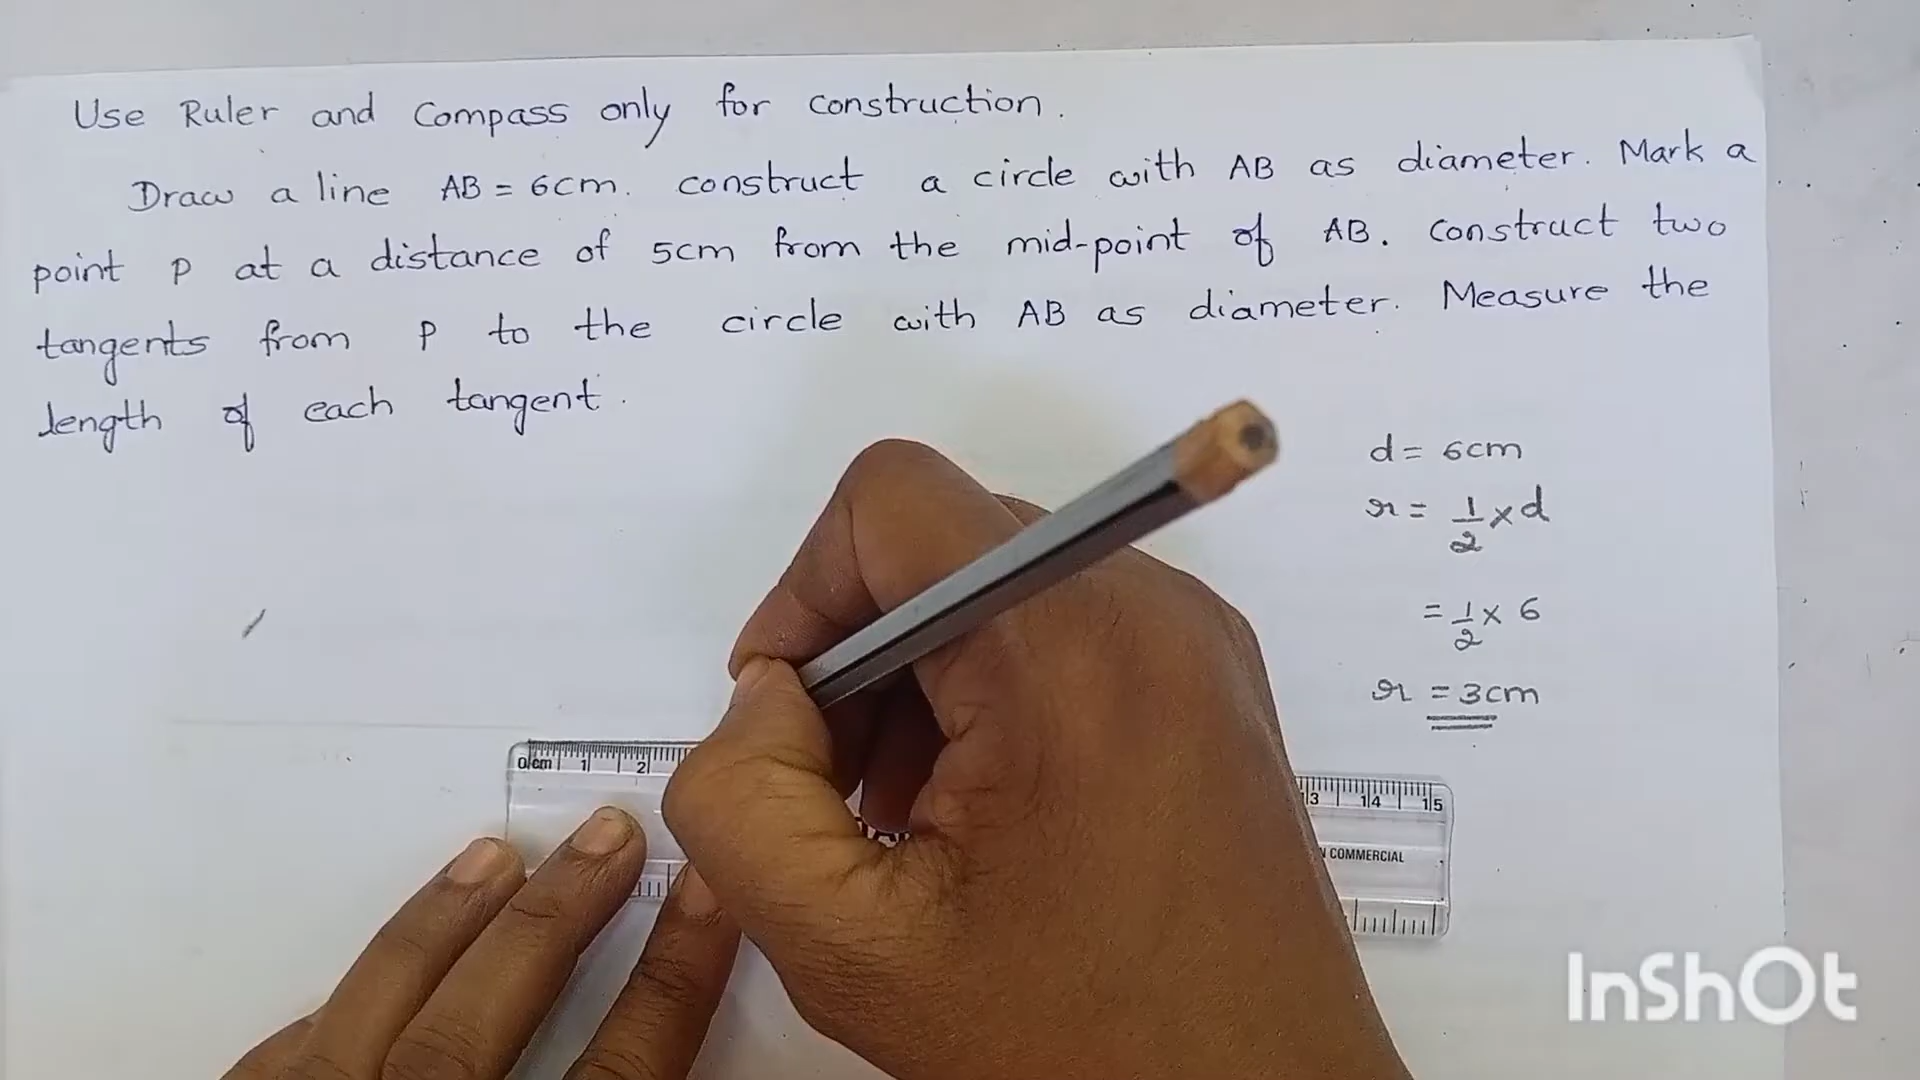 Use Ruler and Compass only for construction.
Draw a line AB = 6cm. construct a circle with AB as diameter. Mark a
point P at a distance of 5cm from the mid-point of AB. construct two
tangents from P to the circle with AB as diameter. Measure the
length of each tangent.
d = 6cm
r = 1/2 × d
= 1/2 × 6
r = 3cm
0 cm 1 2
13 14 15
COMMERCIAL
InShOt